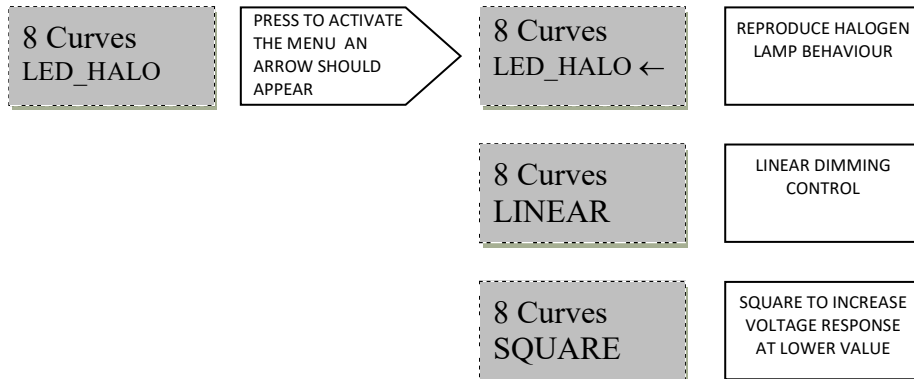 8 Curves
LED_HALO
PRESS TO ACTIVATE
THE MENU AN
ARROW SHOULD
APPEAR
8 Curves
LED_HALO ←
REPRODUCE HALOGEN
LAMP BEHAVIOUR
8 Curves
LINEAR
LINEAR DIMMING
CONTROL
8 Curves
SQUARE
SQUARE TO INCREASE
VOLTAGE RESPONSE
AT LOWER VALUE